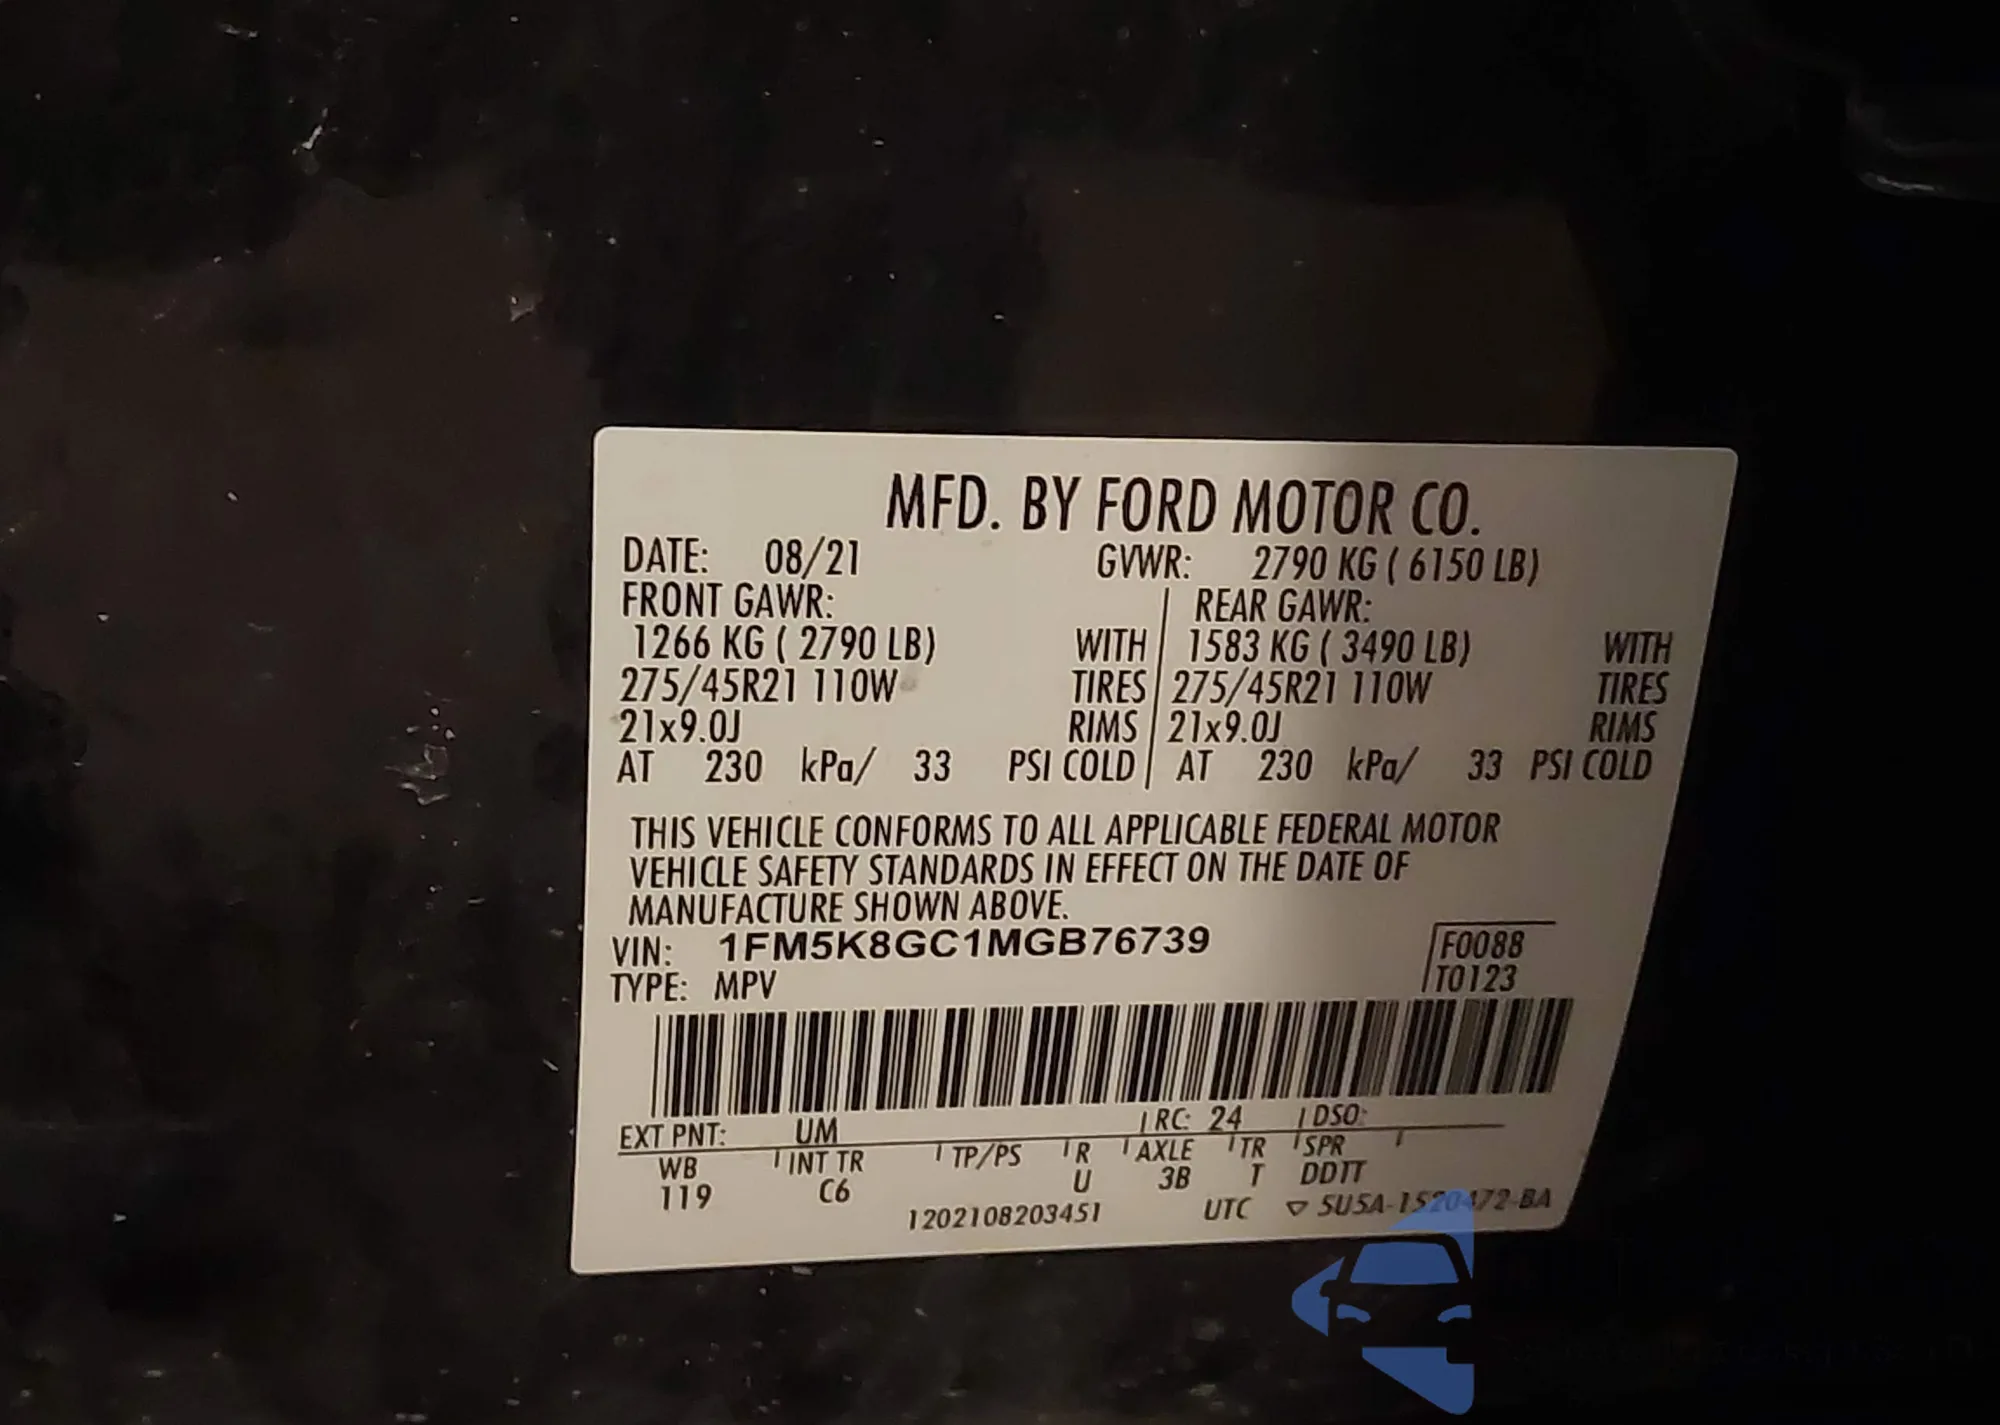 MFD. BY FORD MOTOR CO.
DATE: 08/21 GVWR: 2790 KG ( 6150 LB)
FRONT GAWR: REAR GAWR:
1266 KG ( 2790 LB) WITH 1583 KG ( 3490 LB) WITH
275/45R21 110W TIRES 275/45R21 110W TIRES
21x9.0J RIMS 21x9.0J RIMS
AT 230 kPa/ 33 PSI COLD AT 230 kPa/ 33 PSI COLD
THIS VEHICLE CONFORMS TO ALL APPLICABLE FEDERAL MOTOR
VEHICLE SAFETY STANDARDS IN EFFECT ON THE DATE OF
MANUFACTURE SHOWN ABOVE.
VIN: 1FM5K8GC1MGB76739 F0088
TYPE: MPV T0123
EXT PNT: UM RC: 24 DSO:
WB INT TR TP/PS R AXLE TR SPR
119 C6 U 3B T DDTT
1202108203451 UTC ▽ 5U5A-1520472-BA